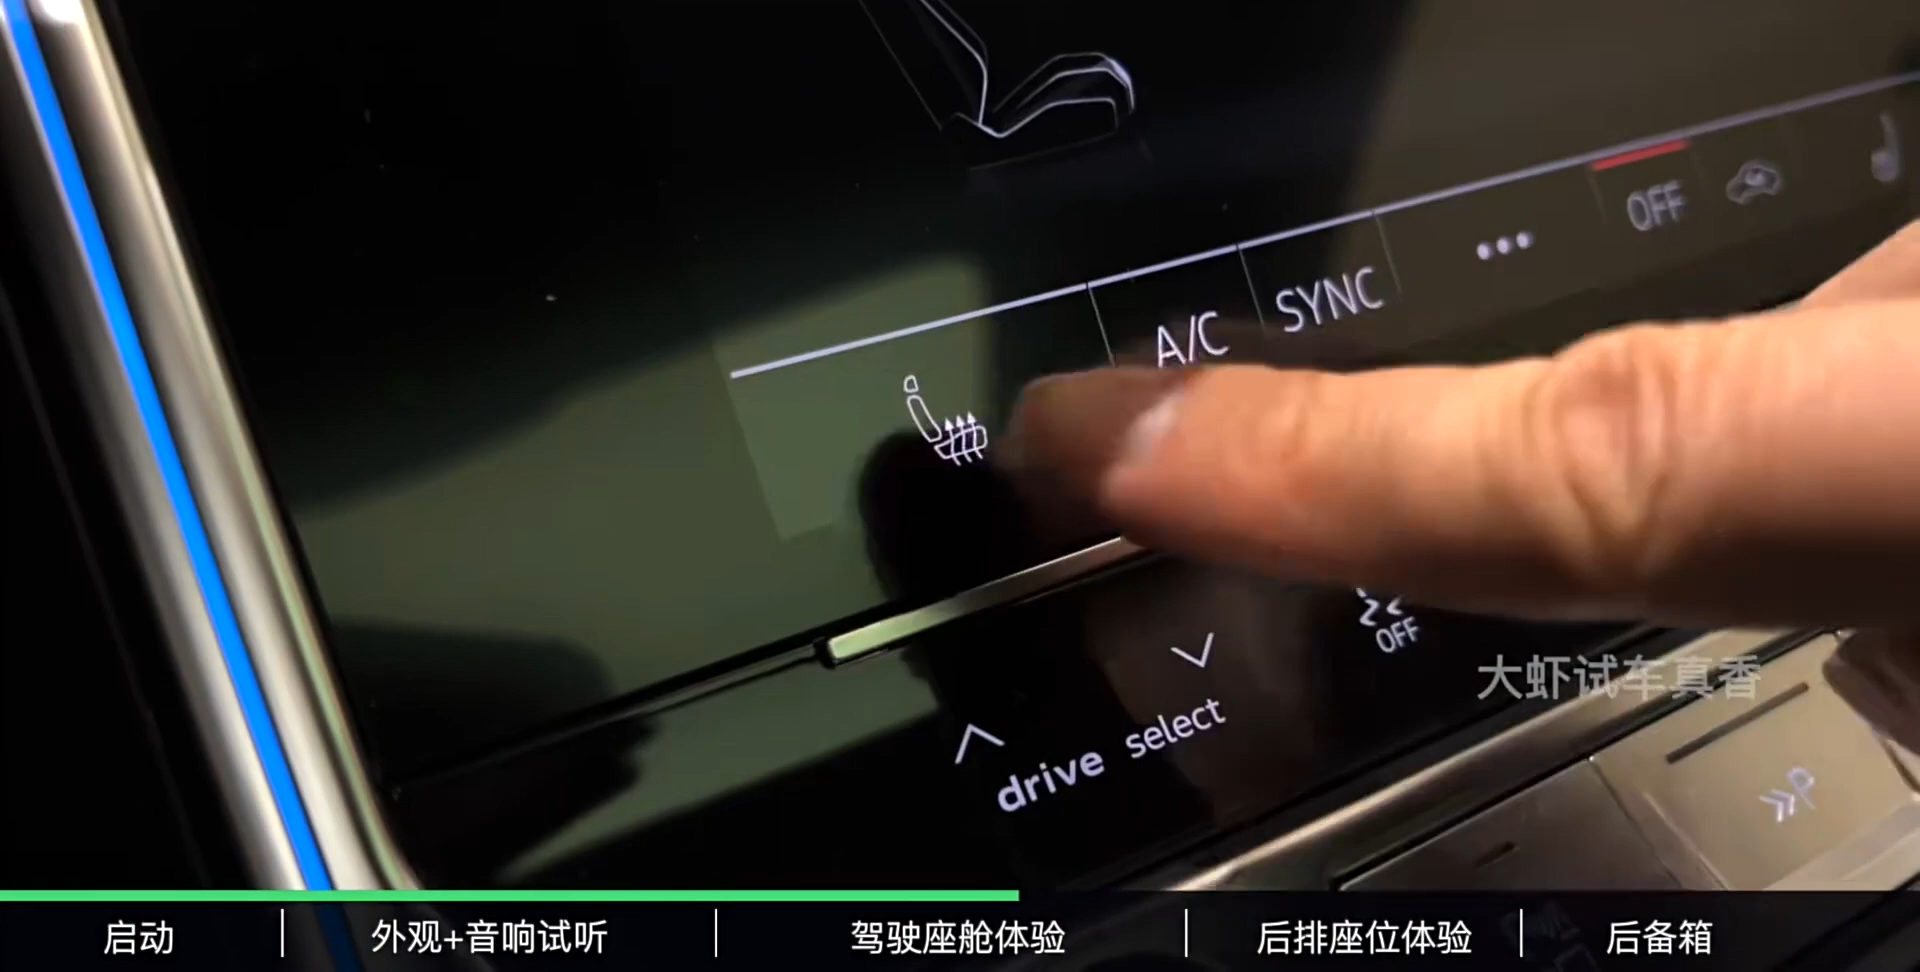 OFF
SYNC
A/C
OFF
drive select
大虾试车真香
P
启动
外观+音响试听
驾驶座舱体验
后排座位体验
后备箱